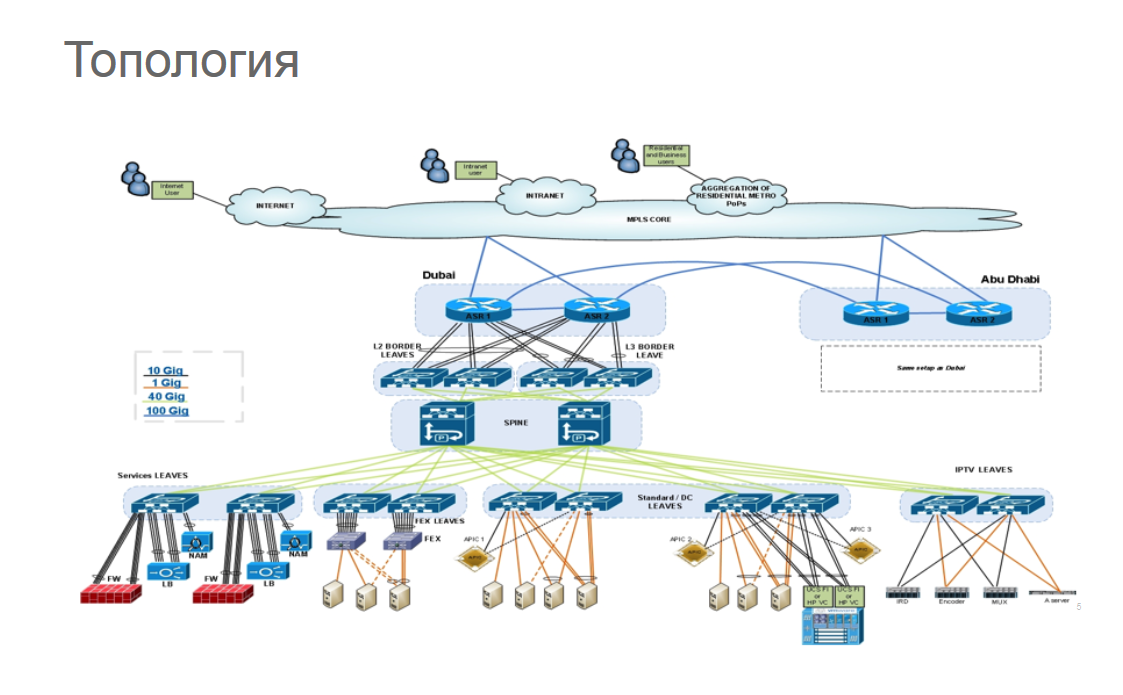 Топология
Internet
User
Intranet
user
Residential
and Business
users
INTERNET
INTRANET
AGGREGATION OF
RESIDENTIAL METRO
PoPs
MPLS CORE
Dubai
Abu Dhabi
ASR 1
ASR 2
ASR 1
ASR 2
L2 BORDER
LEAVES
L3 BORDER
LEAVE
Same setup as Dubai
10 Gig
1 Gig
40 Gig
100 Gig
SPINE
Services LEAVES
IPTV LEAVES
Standard / DC
LEAVES
FEX LEAVES
FEX
APIC 1
APIC 2
APIC 3
APIC
APIC
APIC
NAM
NAM
LB
LB
FW
FW
UCS FI
or
HP VC
UCS FI
or
HP VC
IRD
Encoder
MUX
A server
5